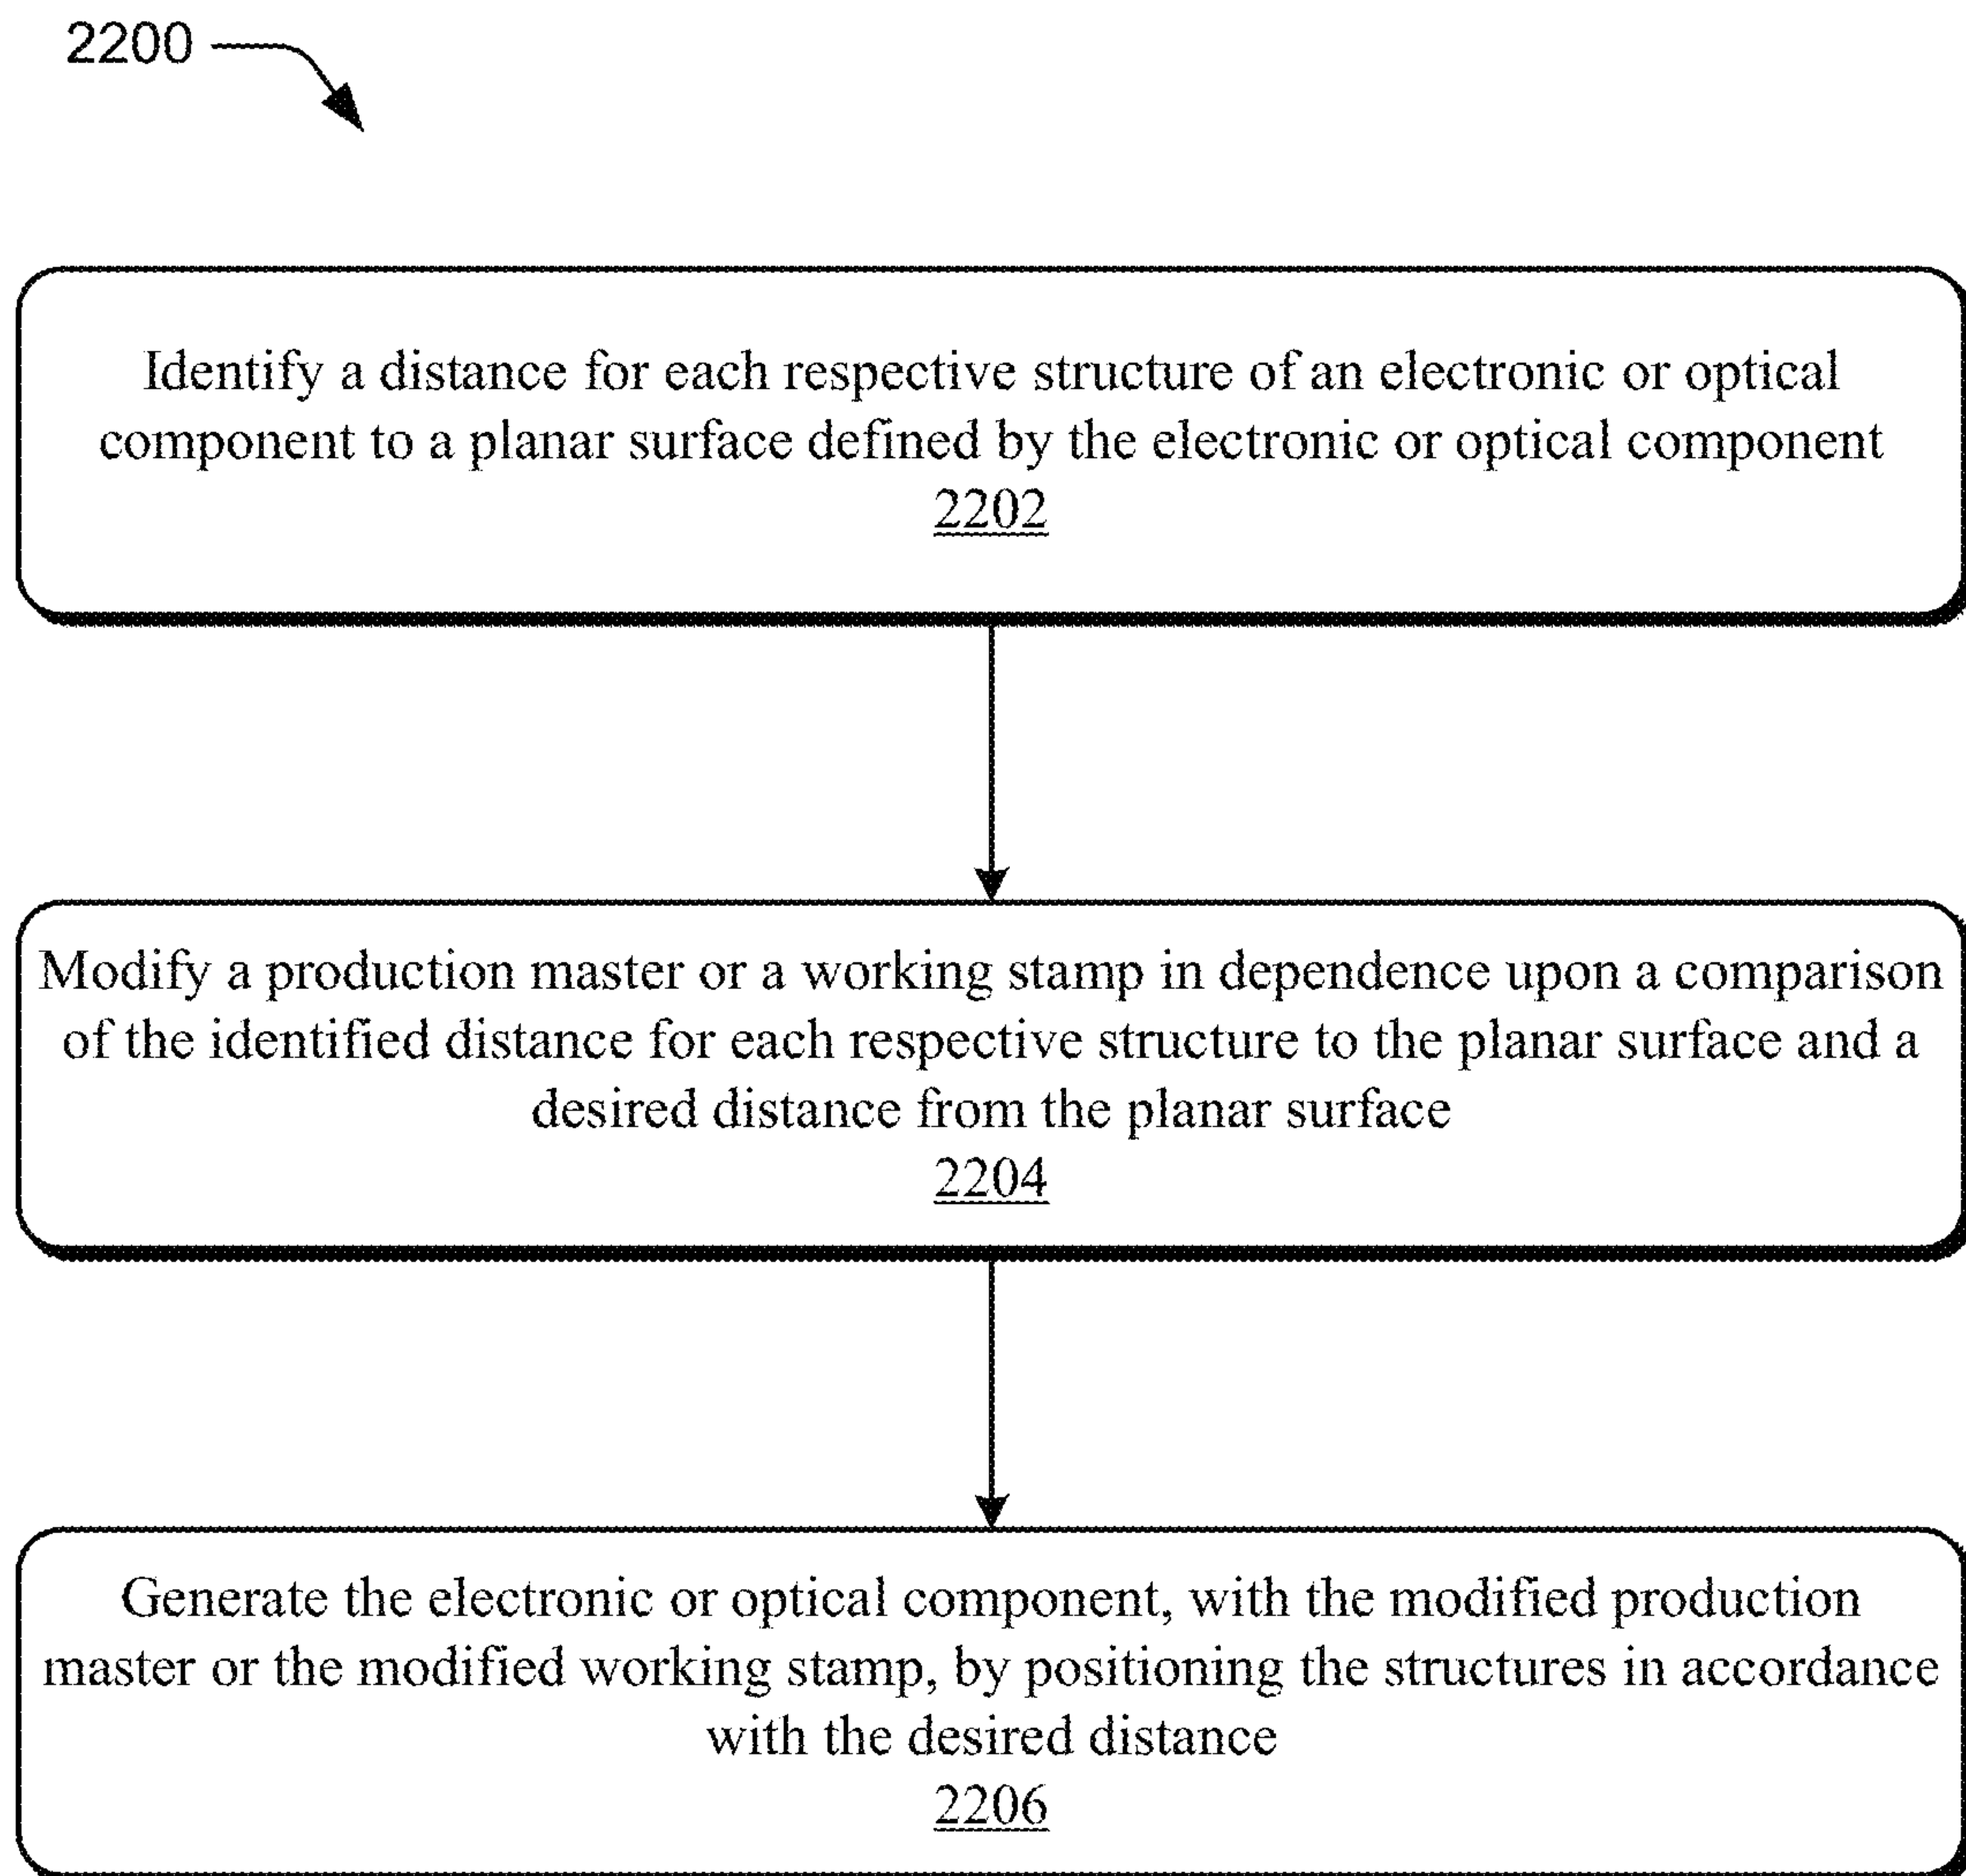 2200
Identify a distance for each respective structure of an electronic or optical
component to a planar surface defined by the electronic or optical component
2202
Modify a production master or a working stamp in dependence upon a comparison
of the identified distance for each respective structure to the planar surface and a
desired distance from the planar surface
2204
Generate the electronic or optical component, with the modified production
master or the modified working stamp, by positioning the structures in accordance
with the desired distance
2206